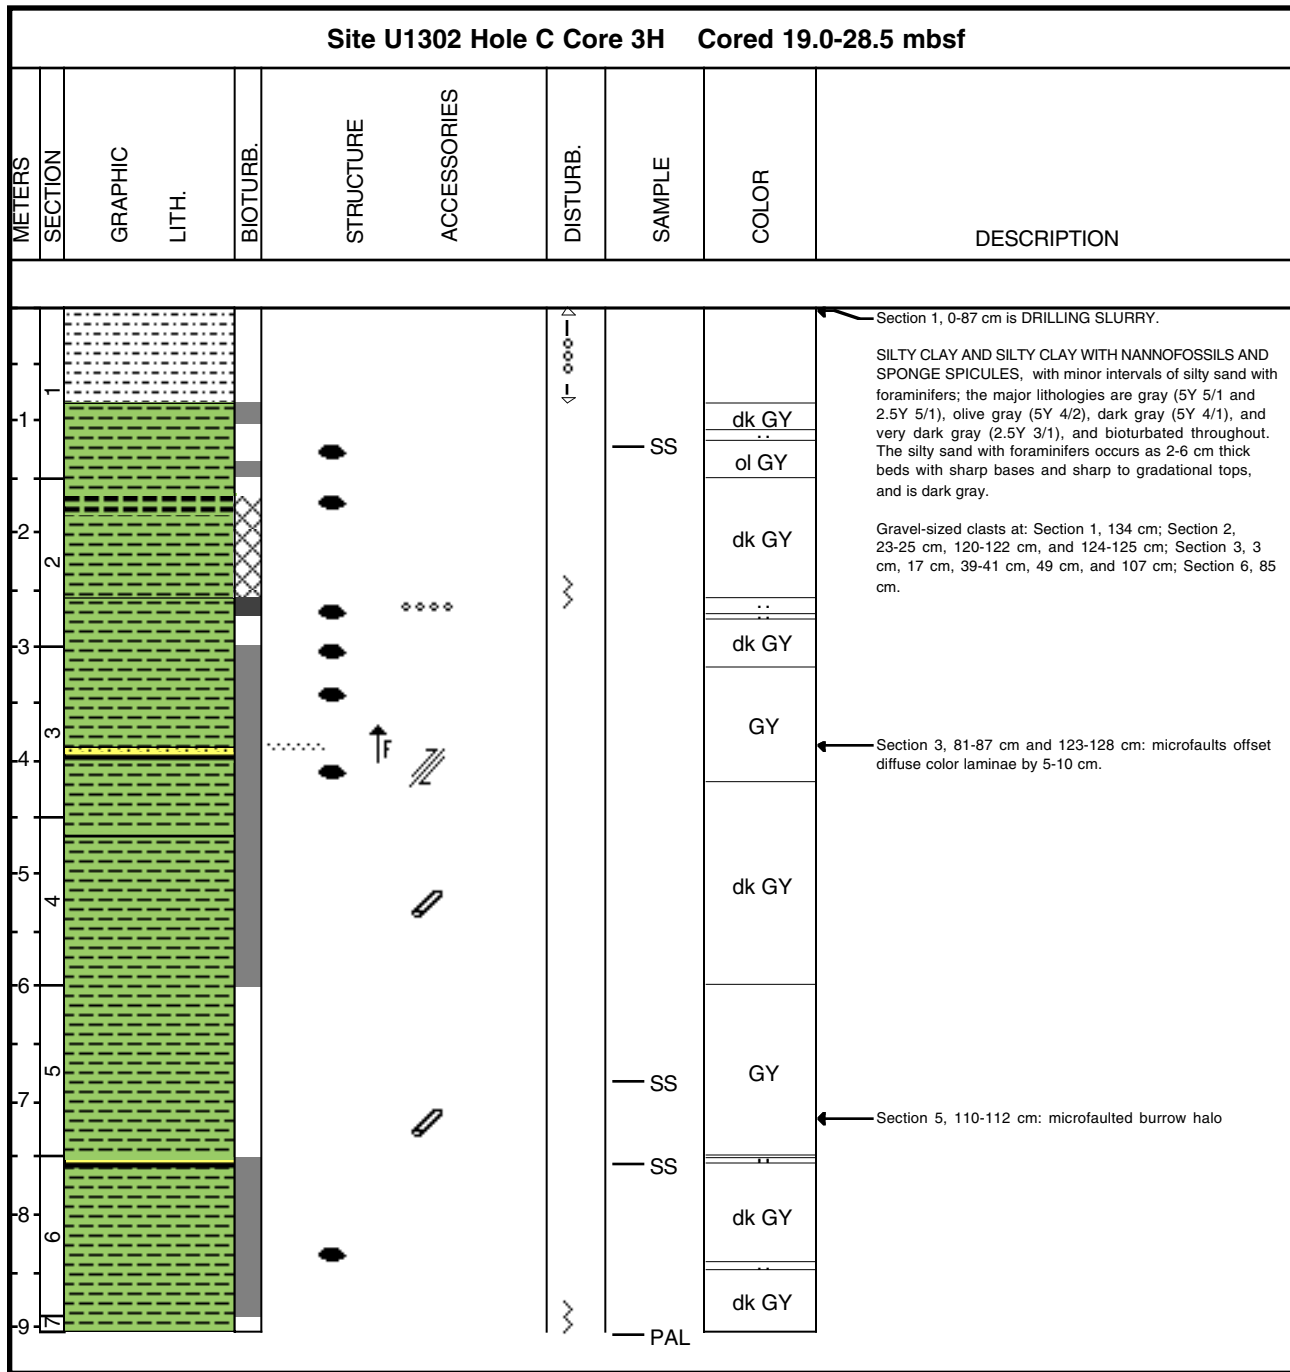 Site U1302 Hole C Core 3H Cored 19.0-28.5 mbsf
METERS
SECTION
GRAPHIC
LITH.
BIOTURB.
STRUCTURE
ACCESSORIES
DISTURB.
SAMPLE
COLOR
DESCRIPTION
Section 1, 0-87 cm is DRILLING SLURRY.
SILTY CLAY AND SILTY CLAY WITH NANNOFOSSILS AND
SPONGE SPICULES, with minor intervals of silty sand with
foraminifers; the major lithologies are gray (5Y 5/1 and
2.5Y 5/1), olive gray (5Y 4/2), dark gray (5Y 4/1), and
very dark gray (2.5Y 3/1), and bioturbated throughout.
The silty sand with foraminifers occurs as 2-6 cm thick
beds with sharp bases and sharp to gradational tops,
and is dark gray.
Gravel-sized clasts at: Section 1, 134 cm; Section 2,
23-25 cm, 120-122 cm, and 124-125 cm; Section 3, 3
cm, 17 cm, 39-41 cm, 49 cm, and 107 cm; Section 6, 85
cm.
Section 3, 81-87 cm and 123-128 cm: microfaults offset
diffuse color laminae by 5-10 cm.
Section 5, 110-112 cm: microfaulted burrow halo
1
2
3
4
5
6
7
8
9
1
2
3
4
5
6
7
F
SS
SS
SS
PAL
dk GY
ol GY
dk GY
dk GY
GY
dk GY
GY
dk GY
dk GY